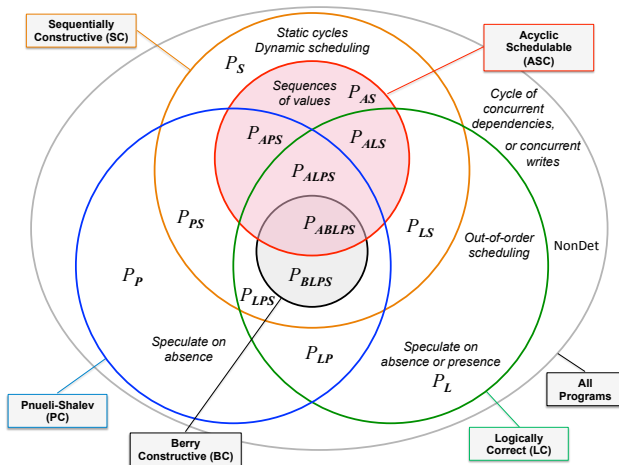 Sequentially
Constructive (SC)
Static cycles
Dynamic scheduling
Acyclic
Schedulable
(ASC)
P_S
Sequences
of values
P_AS
Cycle of
concurrent
dependencies,
or concurrent
writes
P_APS
P_ALS
P_ALPS
P_PS
P_ABLPS
P_LS
Out-of-order
scheduling
NonDet
P_P
P_BLPS
P_LPS
Speculate on
absence
P_LP
Speculate on
absence or presence
P_L
All
Programs
Pnueli-Shalev
(PC)
Berry
Constructive (BC)
Logically
Correct (LC)